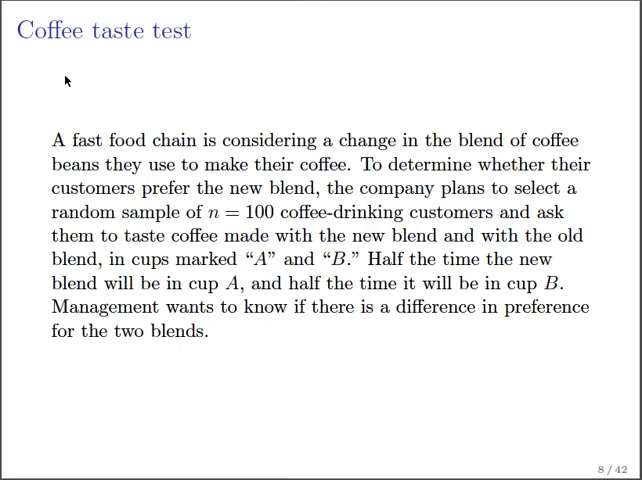 Coffee taste test
A fast food chain is considering a change in the blend of coffee
beans they use to make their coffee. To determine whether their
customers prefer the new blend, the company plans to select a
random sample of n = 100 coffee-drinking customers and ask
them to taste coffee made with the new blend and with the old
blend, in cups marked “A” and “B.” Half the time the new
blend will be in cup A, and half the time it will be in cup B.
Management wants to know if there is a difference in preference
for the two blends.
8 / 42